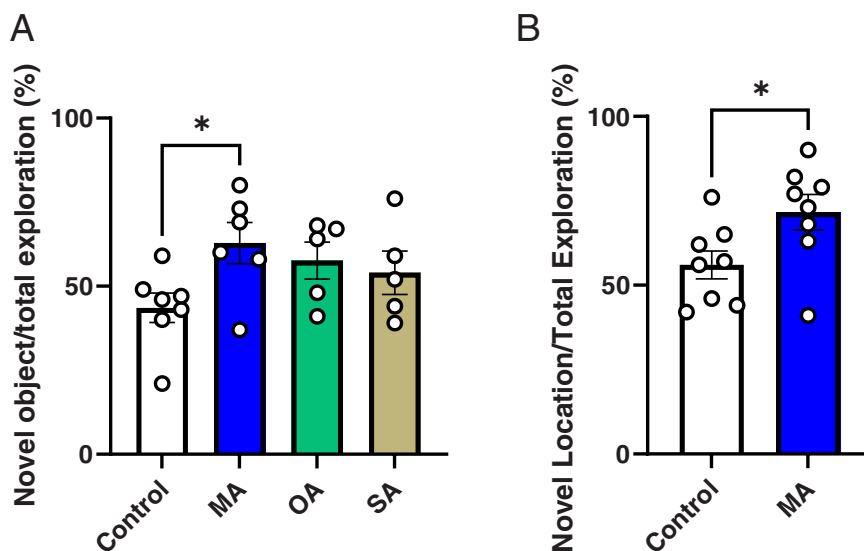 A
Novel object/total exploration (%)
100
50
0
*
Control
MA
OA
SA
B
Novel Location/Total Exploration (%)
100
50
0
*
Control
MA